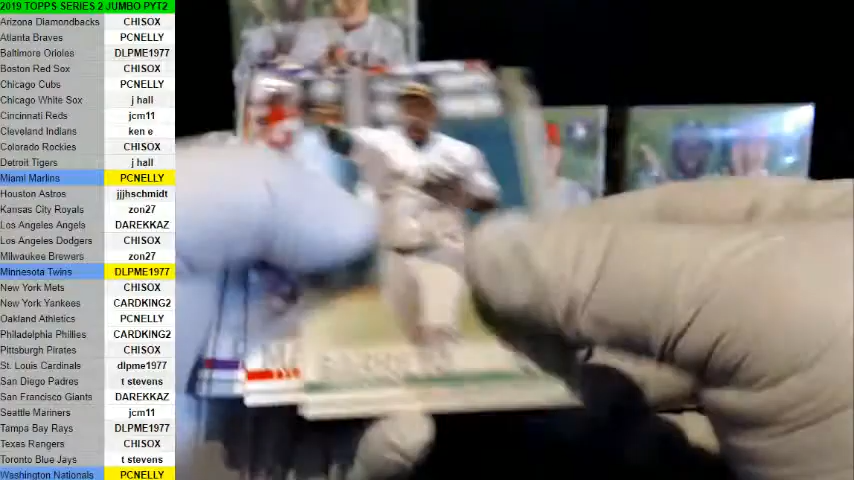 2019 TOPPS SERIES 2 JUMBO PYT2
Arizona Diamondbacks CHISOX
Atlanta Braves PCNELLY
Baltimore Orioles DLPME1977
Boston Red Sox CHISOX
Chicago Cubs PCNELLY
Chicago White Sox j hall
Cincinnati Reds jcm11
Cleveland Indians ken e
Colorado Rockies CHISOX
Detroit Tigers j hall
Miami Marlins PCNELLY
Houston Astros jjjhschmidt
Kansas City Royals zon27
Los Angeles Angels DAREKKAZ
Los Angeles Dodgers CHISOX
Milwaukee Brewers zon27
Minnesota Twins DLPME1977
New York Mets CHISOX
New York Yankees CARDKING2
Oakland Athletics PCNELLY
Philadelphia Phillies CARDKING2
Pittsburgh Pirates CHISOX
St. Louis Cardinals dlpme1977
San Diego Padres t stevens
San Francisco Giants DAREKKAZ
Seattle Mariners jcm11
Tampa Bay Rays DLPME1977
Texas Rangers CHISOX
Toronto Blue Jays t stevens
Washington Nationals PCNELLY